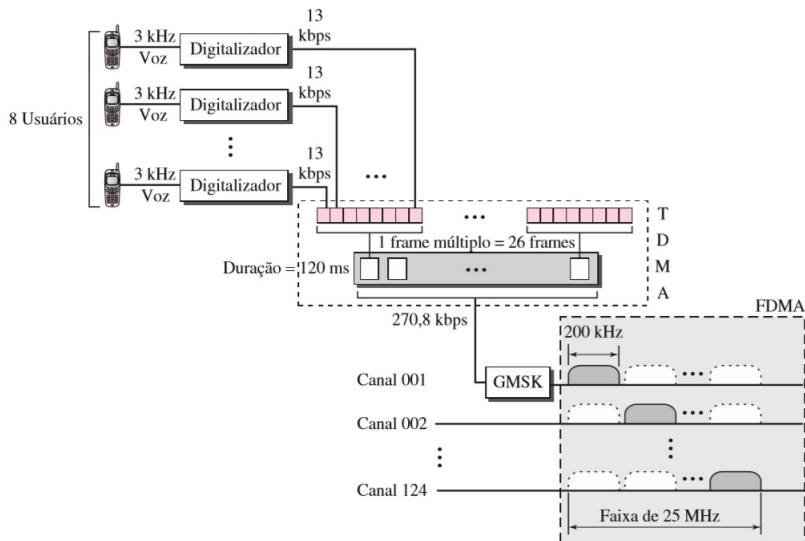 8 Usuários
3 kHz
Voz
Digitalizador
13
kbps
3 kHz
Voz
Digitalizador
13
kbps
3 kHz
Voz
Digitalizador
13
kbps
T
D
M
A
1 frame múltiplo = 26 frames
Duração = 120 ms
270,8 kbps
FDMA
200 kHz
GMSK
Canal 001
Canal 002
Canal 124
Faixa de 25 MHz